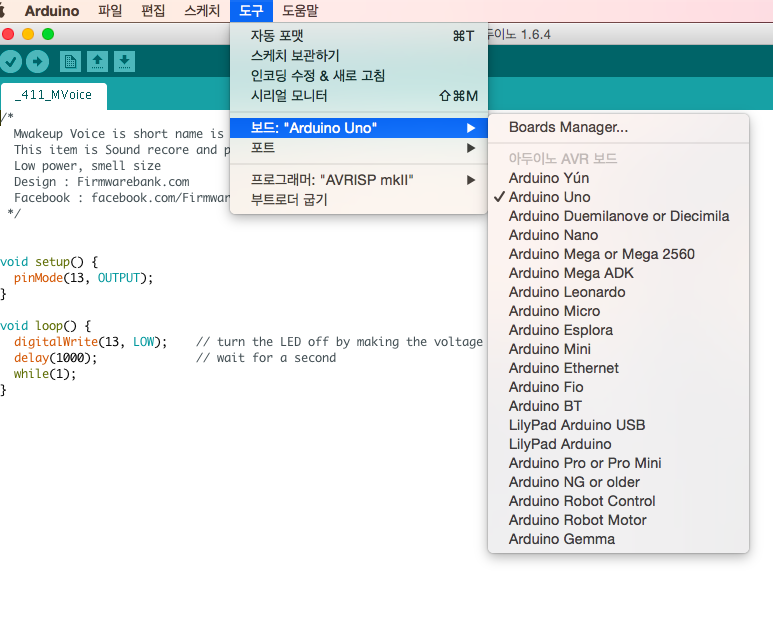 Arduino 파일 편집 스케치 도구 도움말
두이노 1.6.4
자동 포맷 ⌘T
스케치 보관하기
인코딩 수정 & 새로 고침
시리얼 모니터 ⇧⌘M
보드: "Arduino Uno" ▶
포트 ▶
프로그래머: "AVRISP mkII" ▶
부트로더 굽기
Boards Manager...
아두이노 AVR 보드
Arduino Yún
✓ Arduino Uno
Arduino Duemilanove or Diecimila
Arduino Nano
Arduino Mega or Mega 2560
Arduino Mega ADK
Arduino Leonardo
Arduino Micro
Arduino Esplora
Arduino Mini
Arduino Ethernet
Arduino Fio
Arduino BT
LilyPad Arduino USB
LilyPad Arduino
Arduino Pro or Pro Mini
Arduino NG or older
Arduino Robot Control
Arduino Robot Motor
Arduino Gemma
_411_MVoice
/*
Mwakeup Voice is short name is
This item is Sound recore and p
Low power, smell size
Design : Firmwarebank.com
Facebook : facebook.com/Firmwar
*/
void setup() {
pinMode(13, OUTPUT);
}
void loop() {
digitalWrite(13, LOW);    // turn the LED off by making the voltage
delay(1000);              // wait for a second
while(1);
}